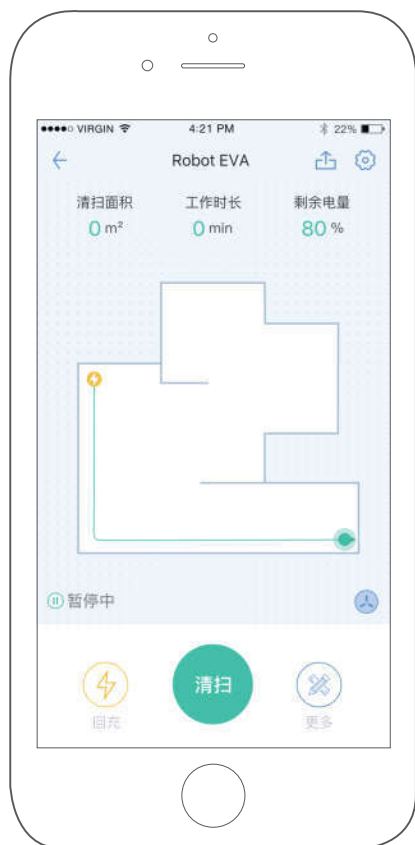 VIRGIN 4:21 PM 22%
Robot EVA
清扫面积 工作时长 剩余电量
0 m² 0 min 80 %
暂停中
清扫
回充 更多